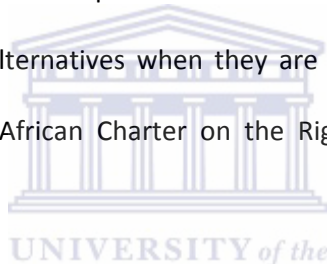 lternatives when they are
African Charter on the Rig
UNIVERSITY of the